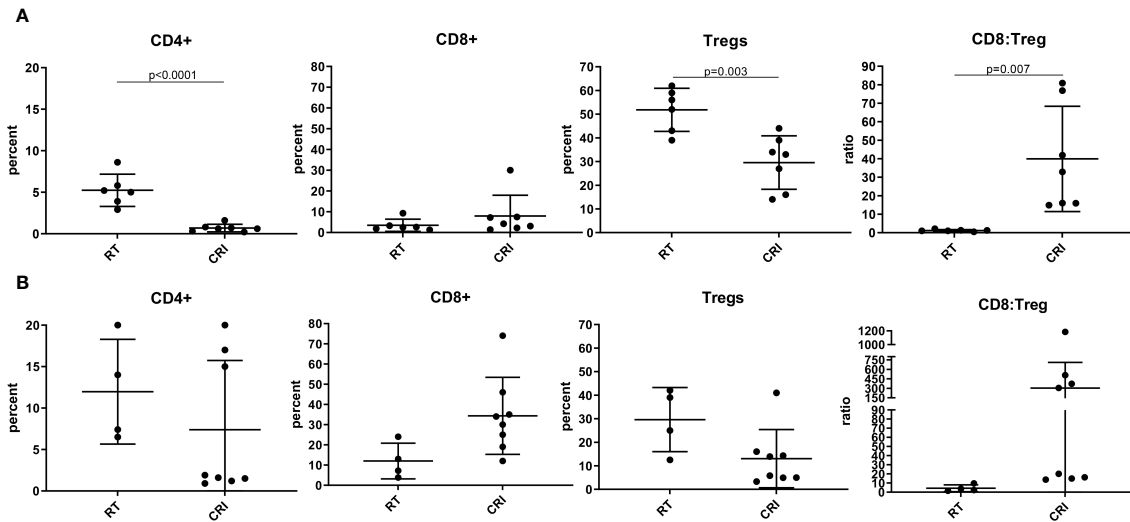 A
CD4+
CD8+
Tregs
CD8:Treg
20
15
10
5
0
percent
p<0.0001
RT
CRI
80
70
60
50
40
30
20
10
0
percent
RT
CRI
70
60
50
40
30
20
10
0
percent
p=0.003
RT
CRI
90
80
70
60
50
40
30
20
10
0
ratio
p=0.007
RT
CRI
B
CD4+
CD8+
Tregs
CD8:Treg
20
15
10
5
0
percent
RT
CRI
80
70
60
50
40
30
20
10
0
percent
RT
CRI
70
60
50
40
30
20
10
0
percent
RT
CRI
1200
1000
750
600
450
300
150
90
80
70
60
50
40
30
20
10
0
ratio
RT
CRI